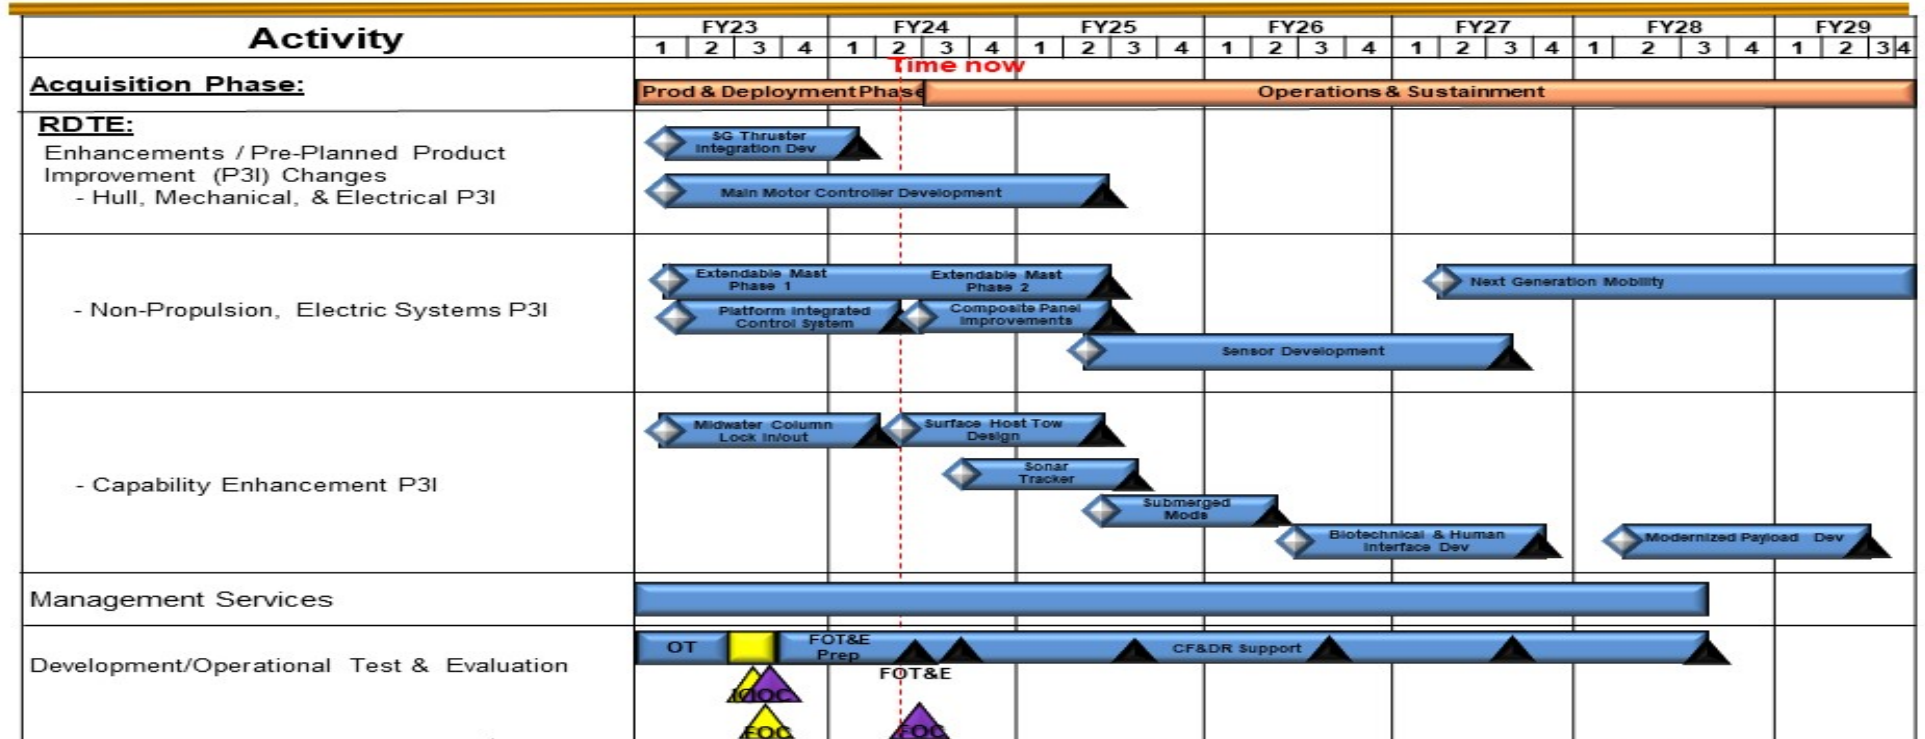 Activity
FY23 FY24 FY25 FY26 FY27 FY28 FY29
1 2 3 4 1 2 3 4 1 2 3 4 1 2 3 4 1 2 3 4 1 2 3 4 1 2 3 4
Time now
Acquisition Phase:
Prod & Deployment Phase
Operations & Sustainment
RDTE:
Enhancements / Pre-Planned Product
Improvement (P3I) Changes
- Hull, Mechanical, & Electrical P3I
SG Thruster
Integration Dev
Main Motor Controller Development
- Non-Propulsion, Electric Systems P3I
Extendable Mast
Phase 1
Extendable Mast
Phase 2
Next Generation Mobility
Platform Integrated
Control System
Composite Panel
Improvements
Sensor Development
- Capability Enhancement P3I
Midwater Column
Lock In/out
Surface Host Tow
Design
Sonar
Tracker
Submerged
Mods
Biotechnical & Human
Interface Dev
Modernized Payload Dev
Management Services
Development/Operational Test & Evaluation
OT
FOT&E
Prep
CF&DR Support
FOT&E
FOC
FOC